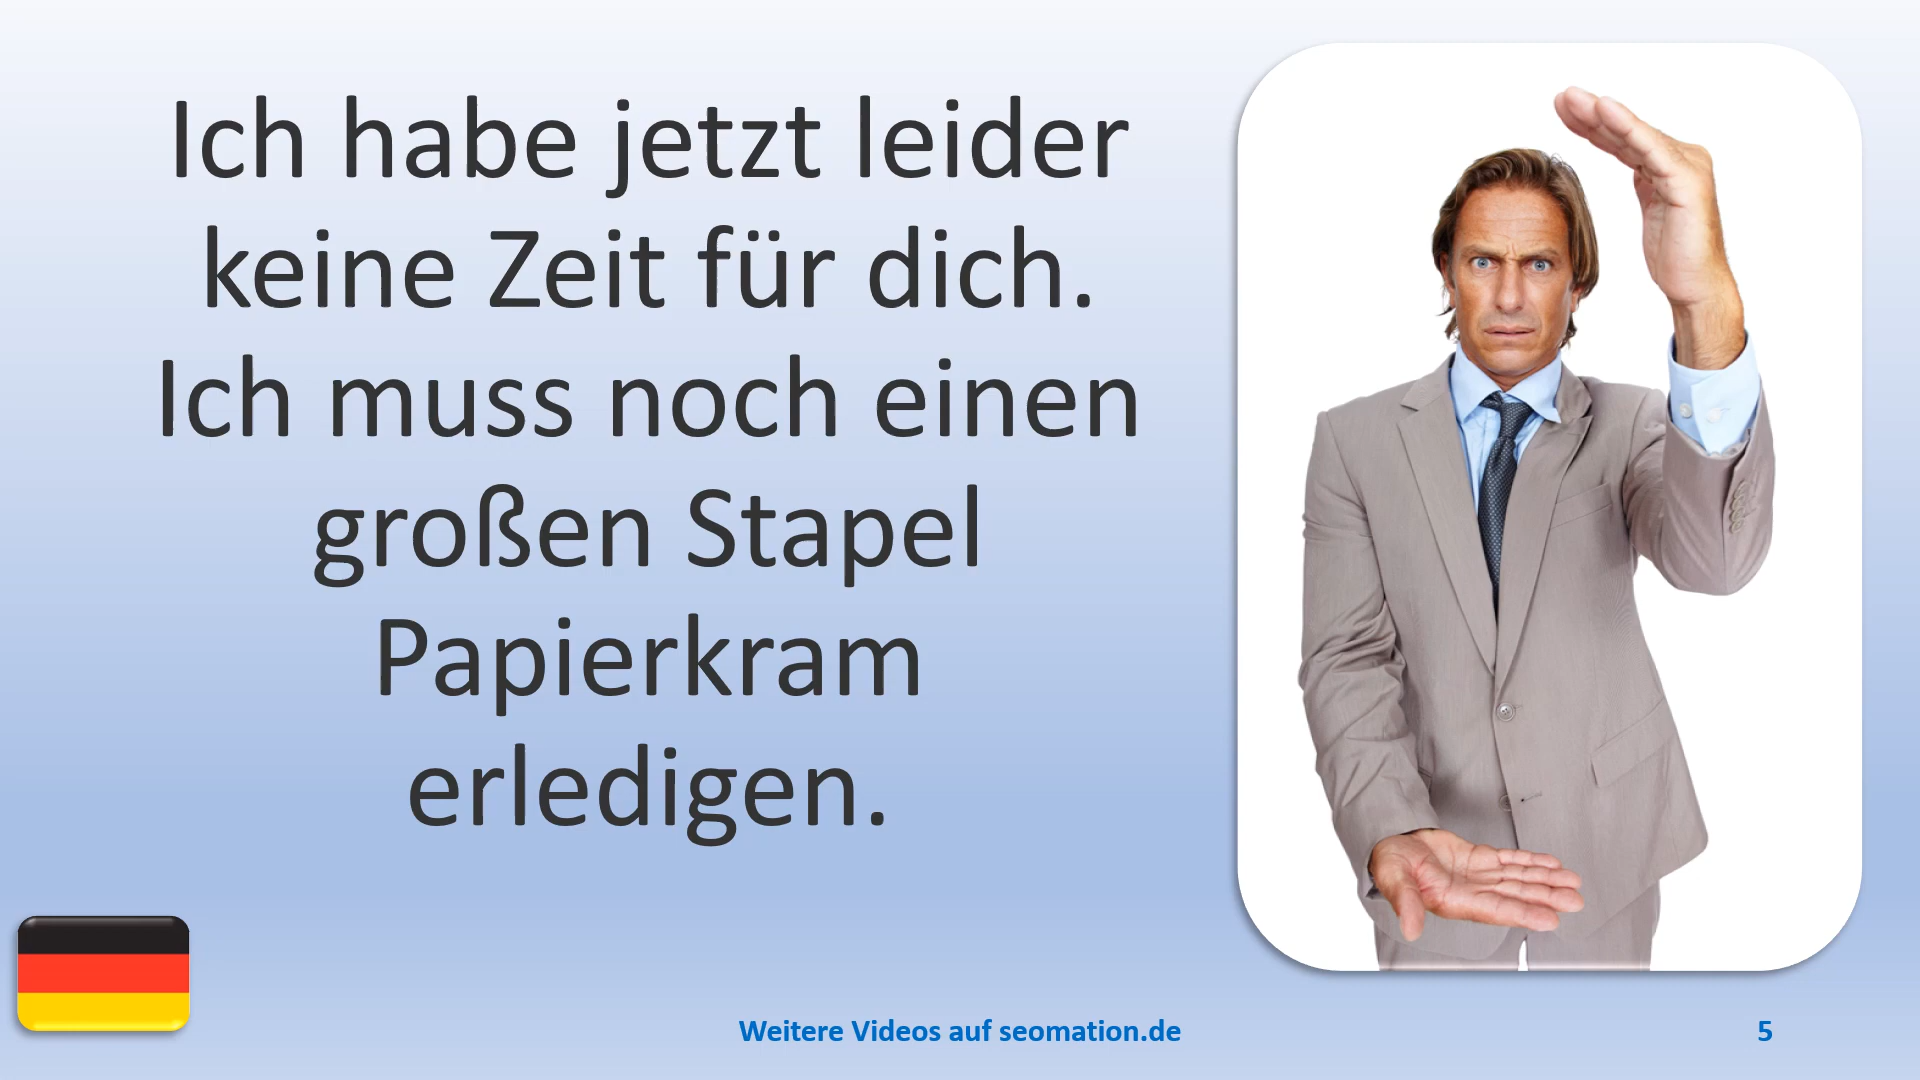 Ich habe jetzt leider
keine Zeit für dich.
Ich muss noch einen
großen Stapel
Papierkram
erledigen.
Weitere Videos auf seomation.de
5